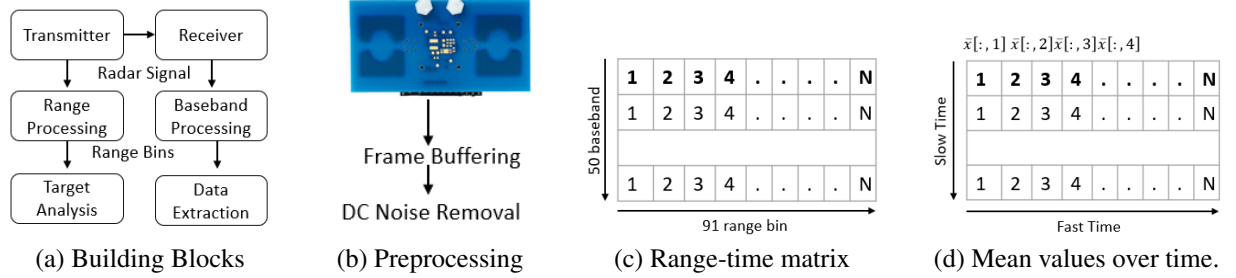 Transmitter Receiver
Radar Signal
Range Processing
Baseband Processing
Range Bins
Target Analysis
Data Extraction
(a) Building Blocks
Frame Buffering
DC Noise Removal
(b) Preprocessing
50 baseband
1 2 3 4 . . . . N
1 2 3 4 . . . . N
1 2 3 4 . . . . N
91 range bin
(c) Range-time matrix
x̄[:,1] x̄[:,2] x̄[:,3] x̄[:,4]
Slow Time
1 2 3 4 . . . . N
1 2 3 4 . . . . N
1 2 3 4 . . . . N
Fast Time
(d) Mean values over time.